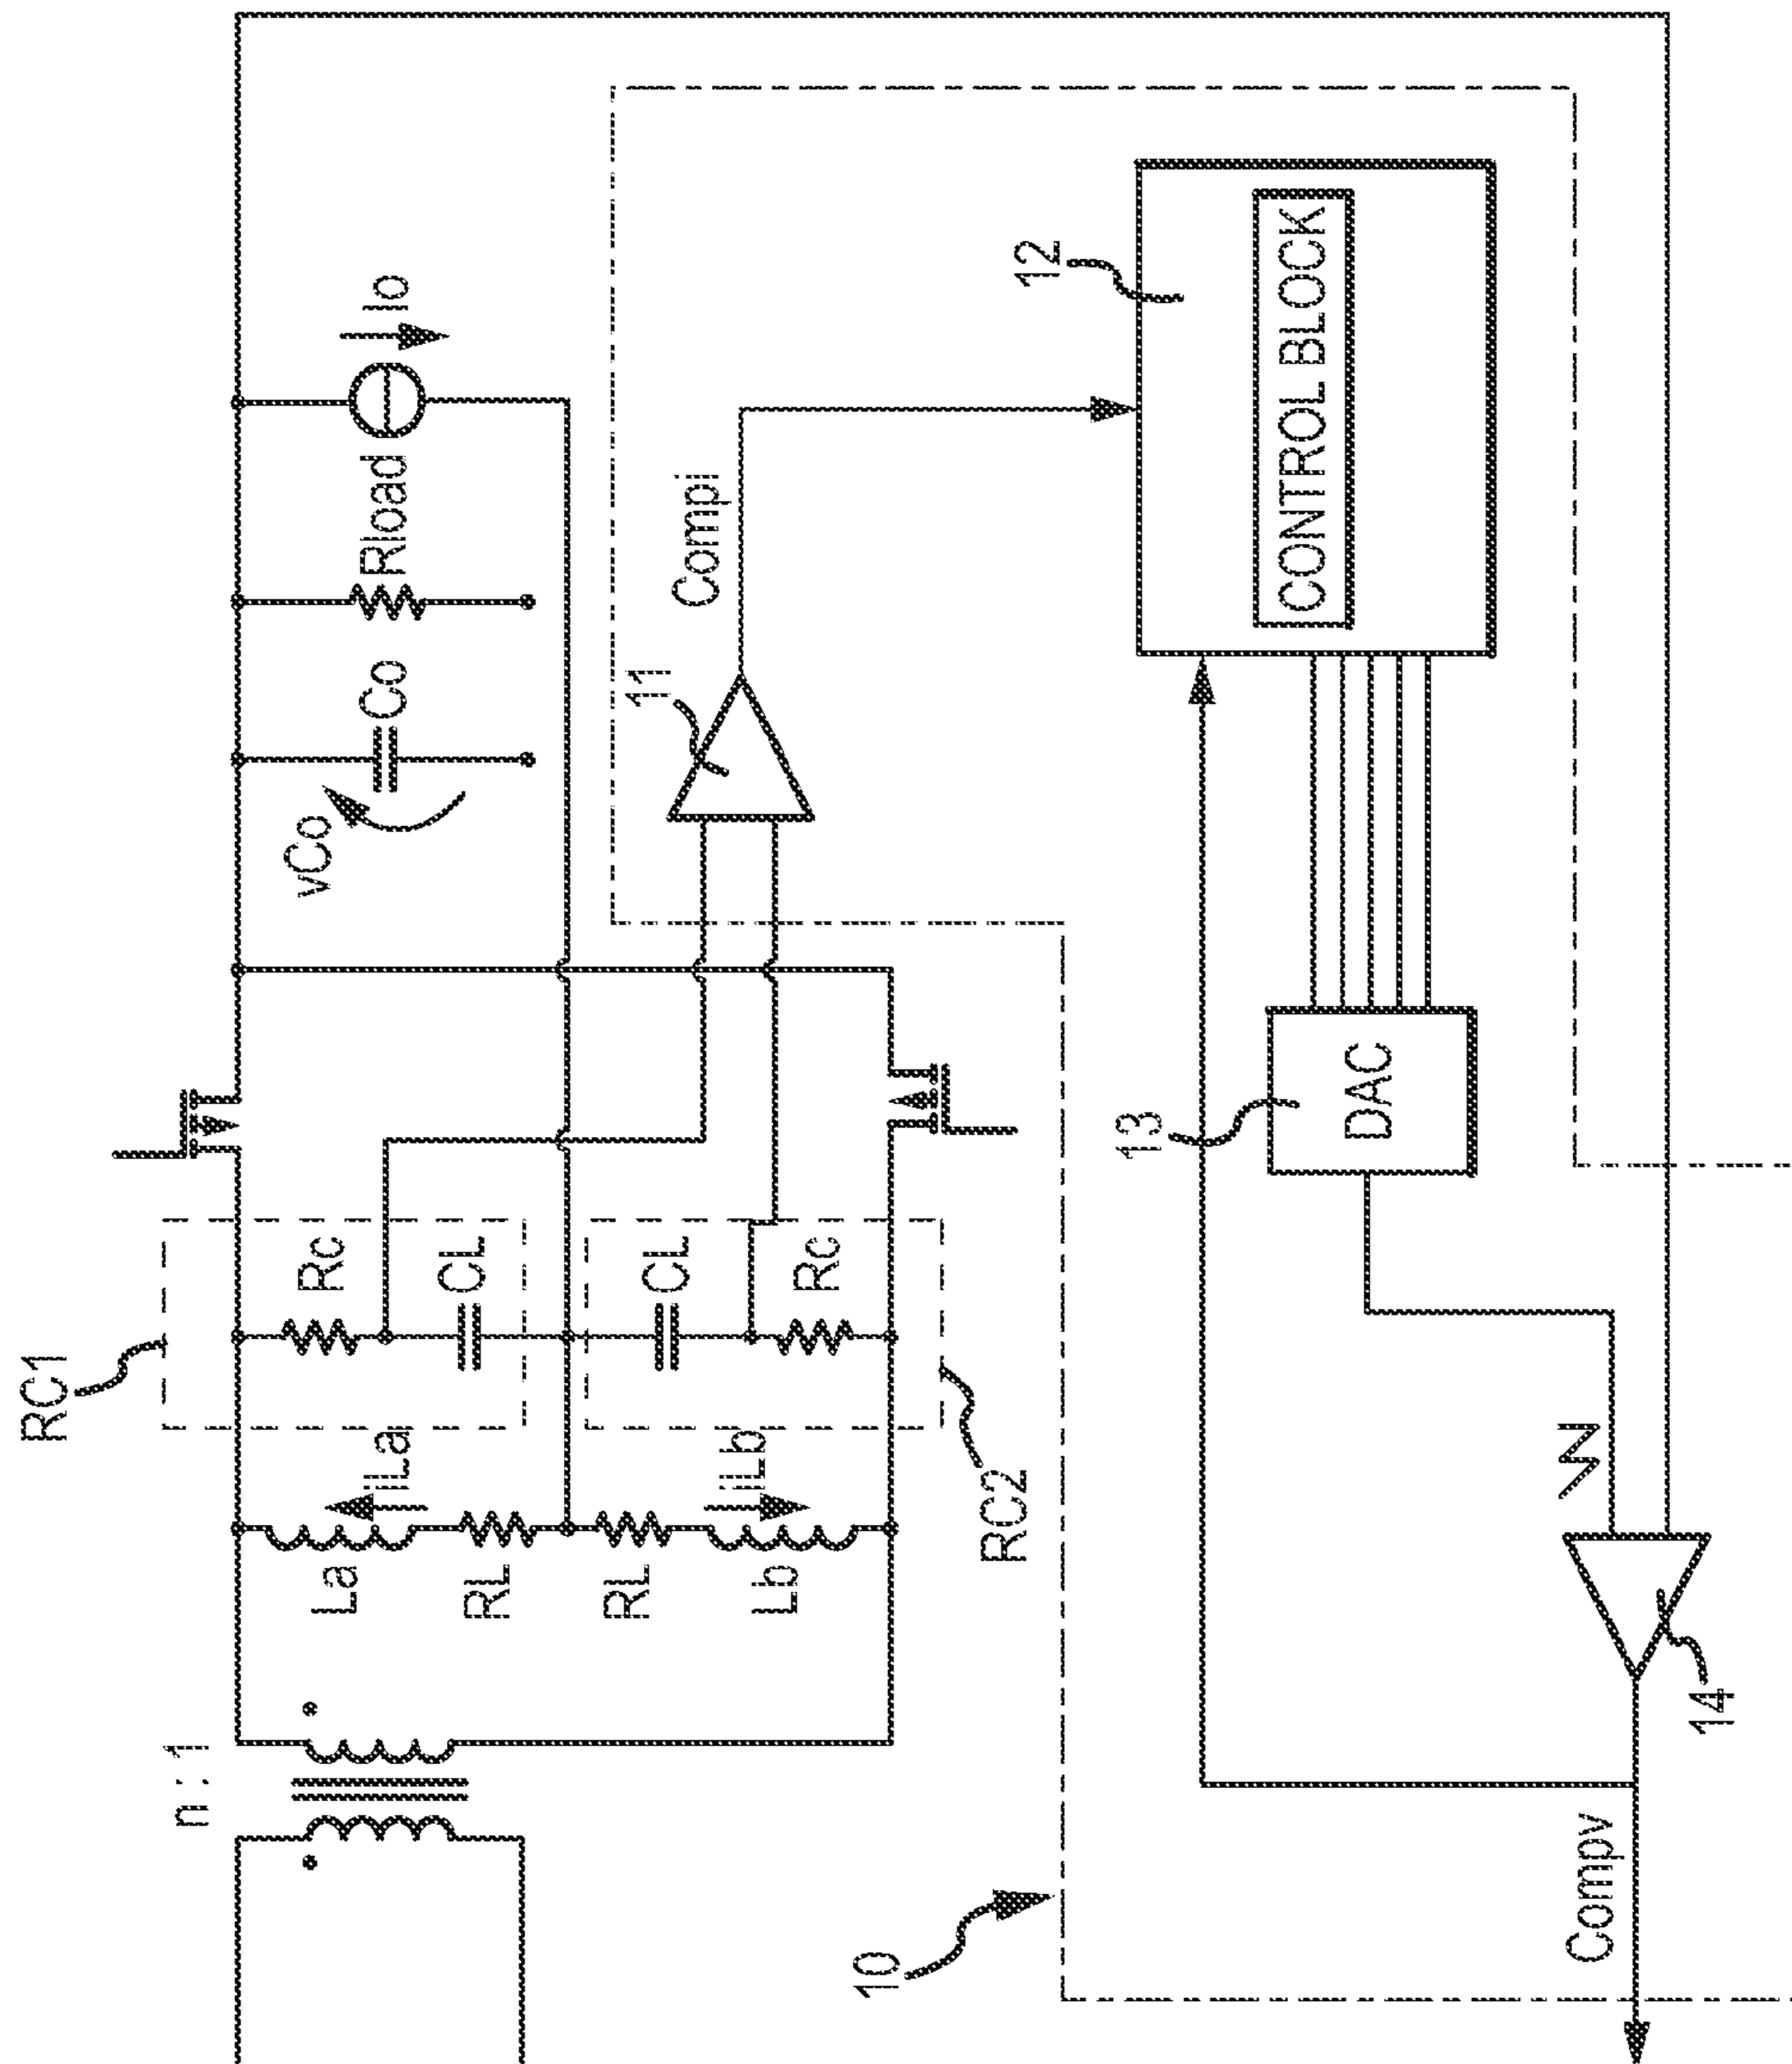 n : 1
La
RL
RL
Lb
iLa
iLb
RC1
RC2
Rc
CL
CL
Rc
vCo
Co
Rload
Io
11
Compi
12
CONTROL BLOCK
13
DAC
14
Compv
10